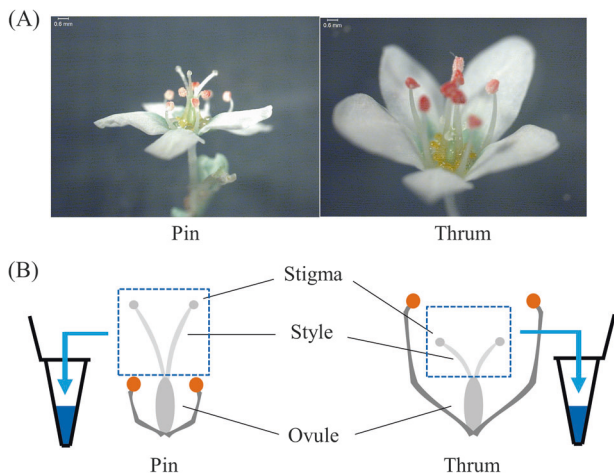 (A)
0.6 mm
0.6 mm
Pin
Thrum
(B)
Stigma
Style
Ovule
Pin
Thrum